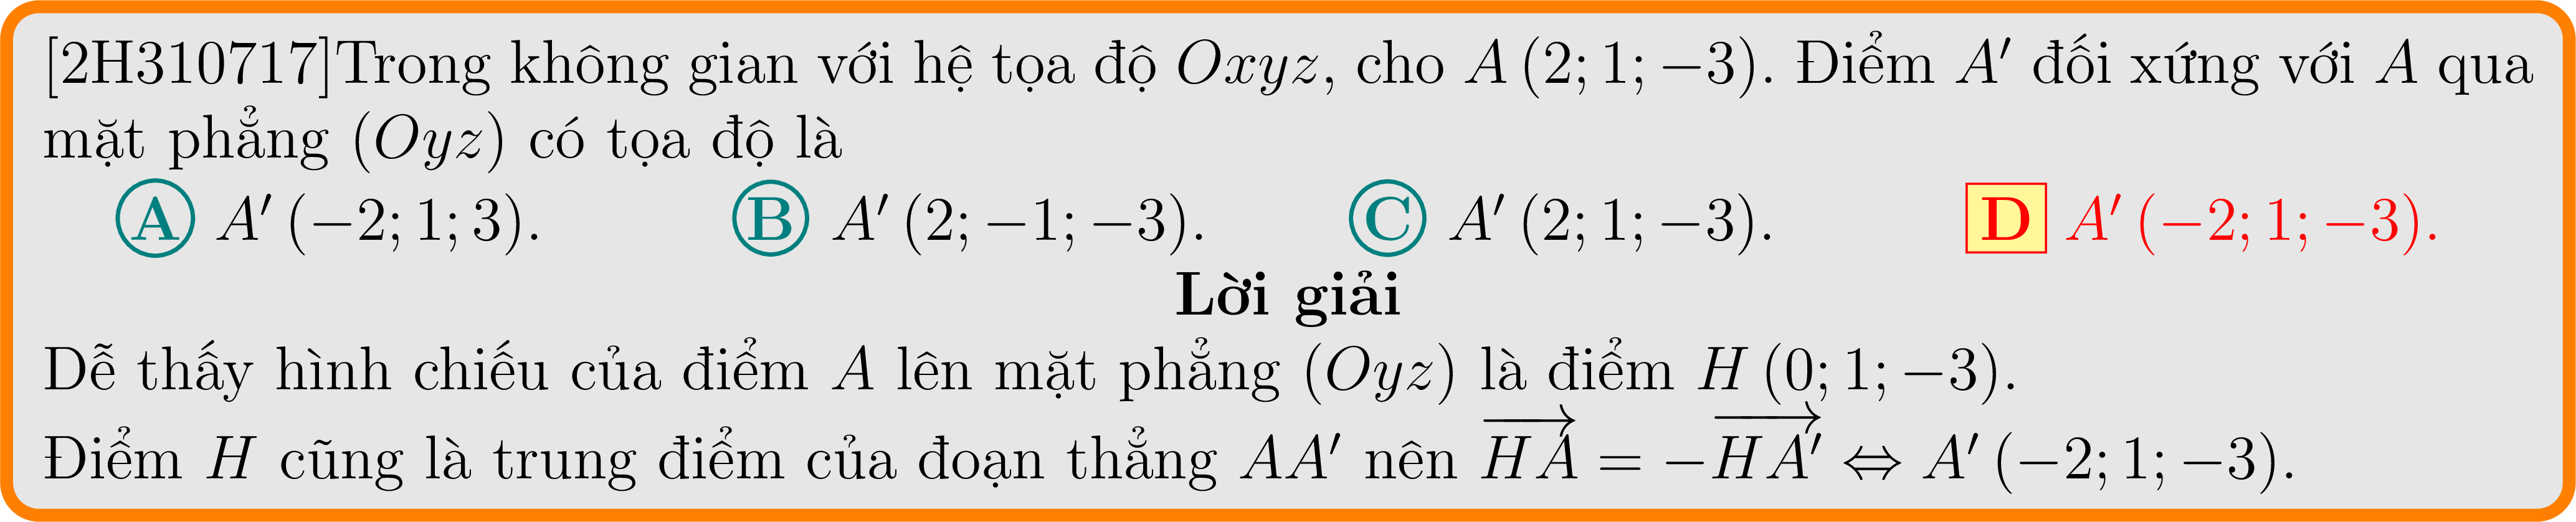 [2H310717]Trong không gian với hệ tọa độ Oxyz, cho A (2; 1; −3). Điểm A′ đối xứng với A qua
mặt phẳng (Oyz) có tọa độ là
A A′ (−2; 1; 3). B A′ (2; −1; −3). C A′ (2; 1; −3). D A′ (−2; 1; −3).
Lời giải
Dễ thấy hình chiếu của điểm A lên mặt phẳng (Oyz) là điểm H (0; 1; −3).
Điểm H cũng là trung điểm của đoạn thẳng AA′ nên $\overrightarrow{HA} = -\overrightarrow{HA'}$ ⇔ A′ (−2; 1; −3).